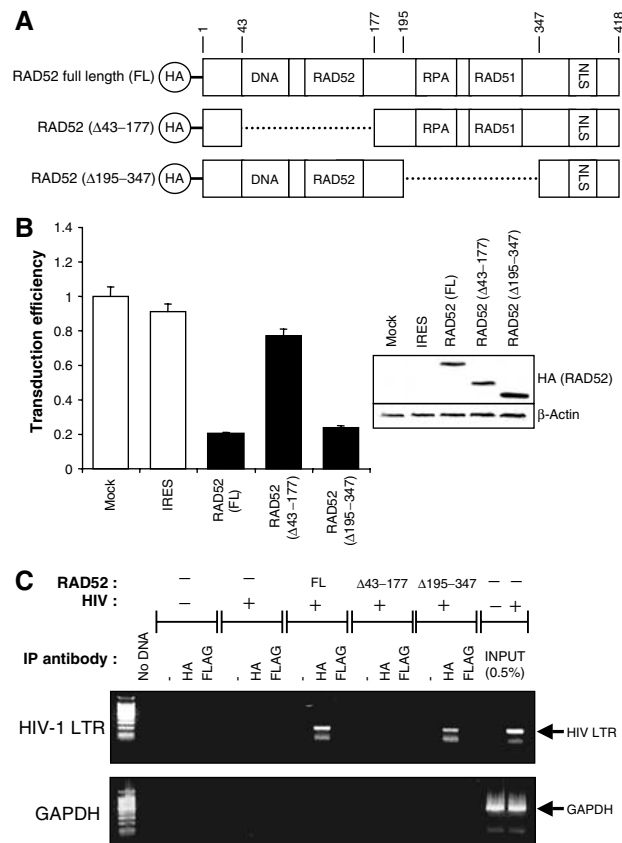 A
1 43 177 195 347 418
RAD52 full length (FL) HA DNA RAD52 RPA RAD51 NLS
RAD52 (Δ43–177) HA RPA RAD51 NLS
RAD52 (Δ195–347) HA DNA RAD52 NLS
B
Transduction efficiency
1.4
1.2
1
0.8
0.6
0.4
0.2
0
Mock
IRES
RAD52
(FL)
RAD52
(Δ43–177)
RAD52
(Δ195–347)
Mock
IRES
RAD52 (FL)
RAD52 (Δ43–177)
RAD52 (Δ195–347)
HA (RAD52)
β-Actin
C
RAD52 : – – FL Δ43–177 Δ195–347 – –
HIV : – + + + + – +
IP antibody : No DNA - HA FLAG - HA FLAG - HA FLAG - HA FLAG - HA FLAG INPUT
(0.5%)
HIV-1 LTR HIV LTR
GAPDH GAPDH